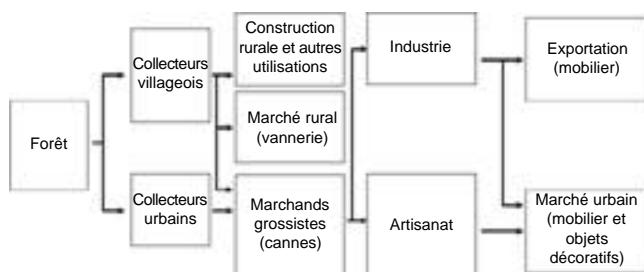 Forêt
Collecteurs
villageois
Collecteurs
urbains
Construction
rurale et autres
utilisations
Marché rural
(vannerie)
Marchands
grossistes
(cannes)
Industrie
Artisanat
Exportation
(mobilier)
Marché urbain
(mobilier et
objets
décoratifs)